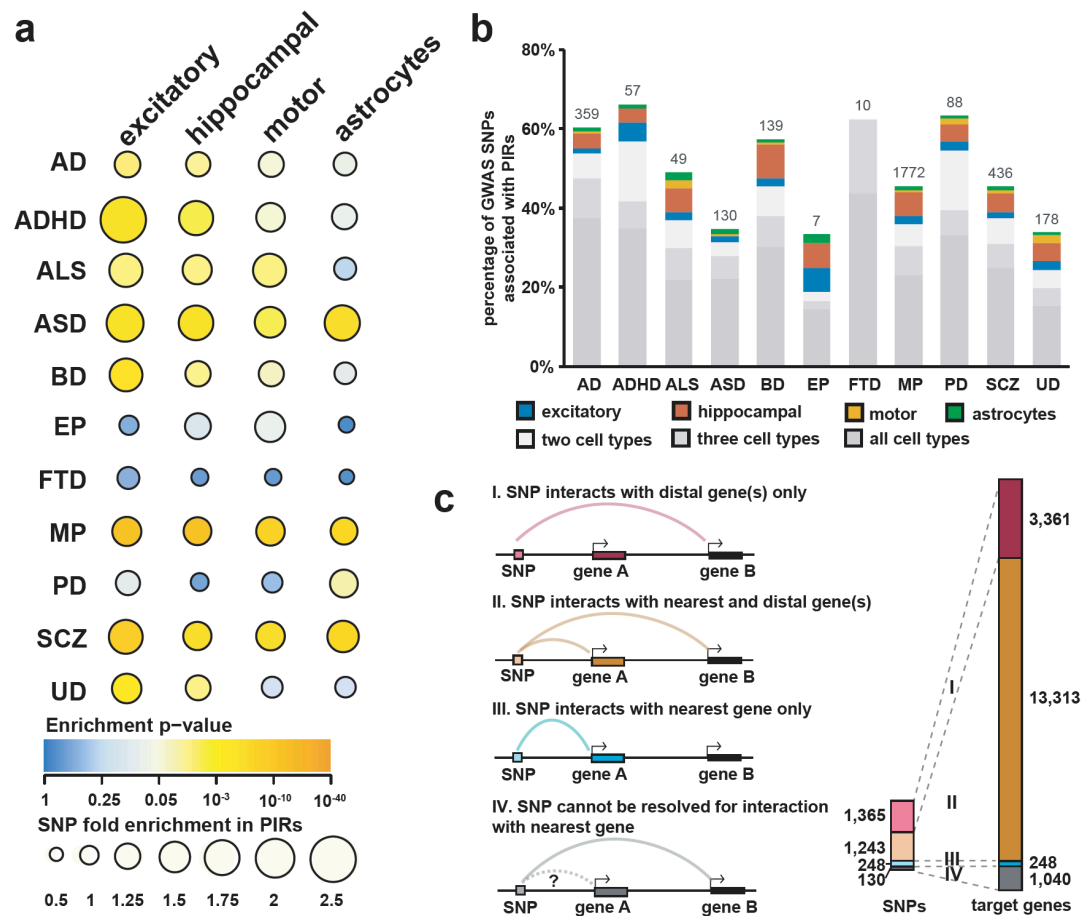 a
excitatory
hippocampal
motor
astrocytes
AD
ADHD
ALS
ASD
BD
EP
FTD
MP
PD
SCZ
UD
Enrichment p−value
1 0.25 0.05 10⁻³ 10⁻¹⁰ 10⁻⁴⁰
SNP fold enrichment in PIRs
0.5 1 1.25 1.5 1.75 2 2.5
b
percentage of GWAS SNPs
associated with PIRs
80%
60%
40%
20%
0%
359 57 49 130 139 7 10 1772 88 436 178
AD ADHD ALS ASD BD EP FTD MP PD SCZ UD
excitatory hippocampal motor astrocytes
two cell types three cell types all cell types
c
I. SNP interacts with distal gene(s) only
SNP gene A gene B
II. SNP interacts with nearest and distal gene(s)
SNP gene A gene B
III. SNP interacts with nearest gene only
SNP gene A gene B
IV. SNP cannot be resolved for interaction
with nearest gene
?
SNP gene A gene B
3,361
I
13,313
II
1,365
1,243
248 III 248
130 IV 1,040
SNPs target genes